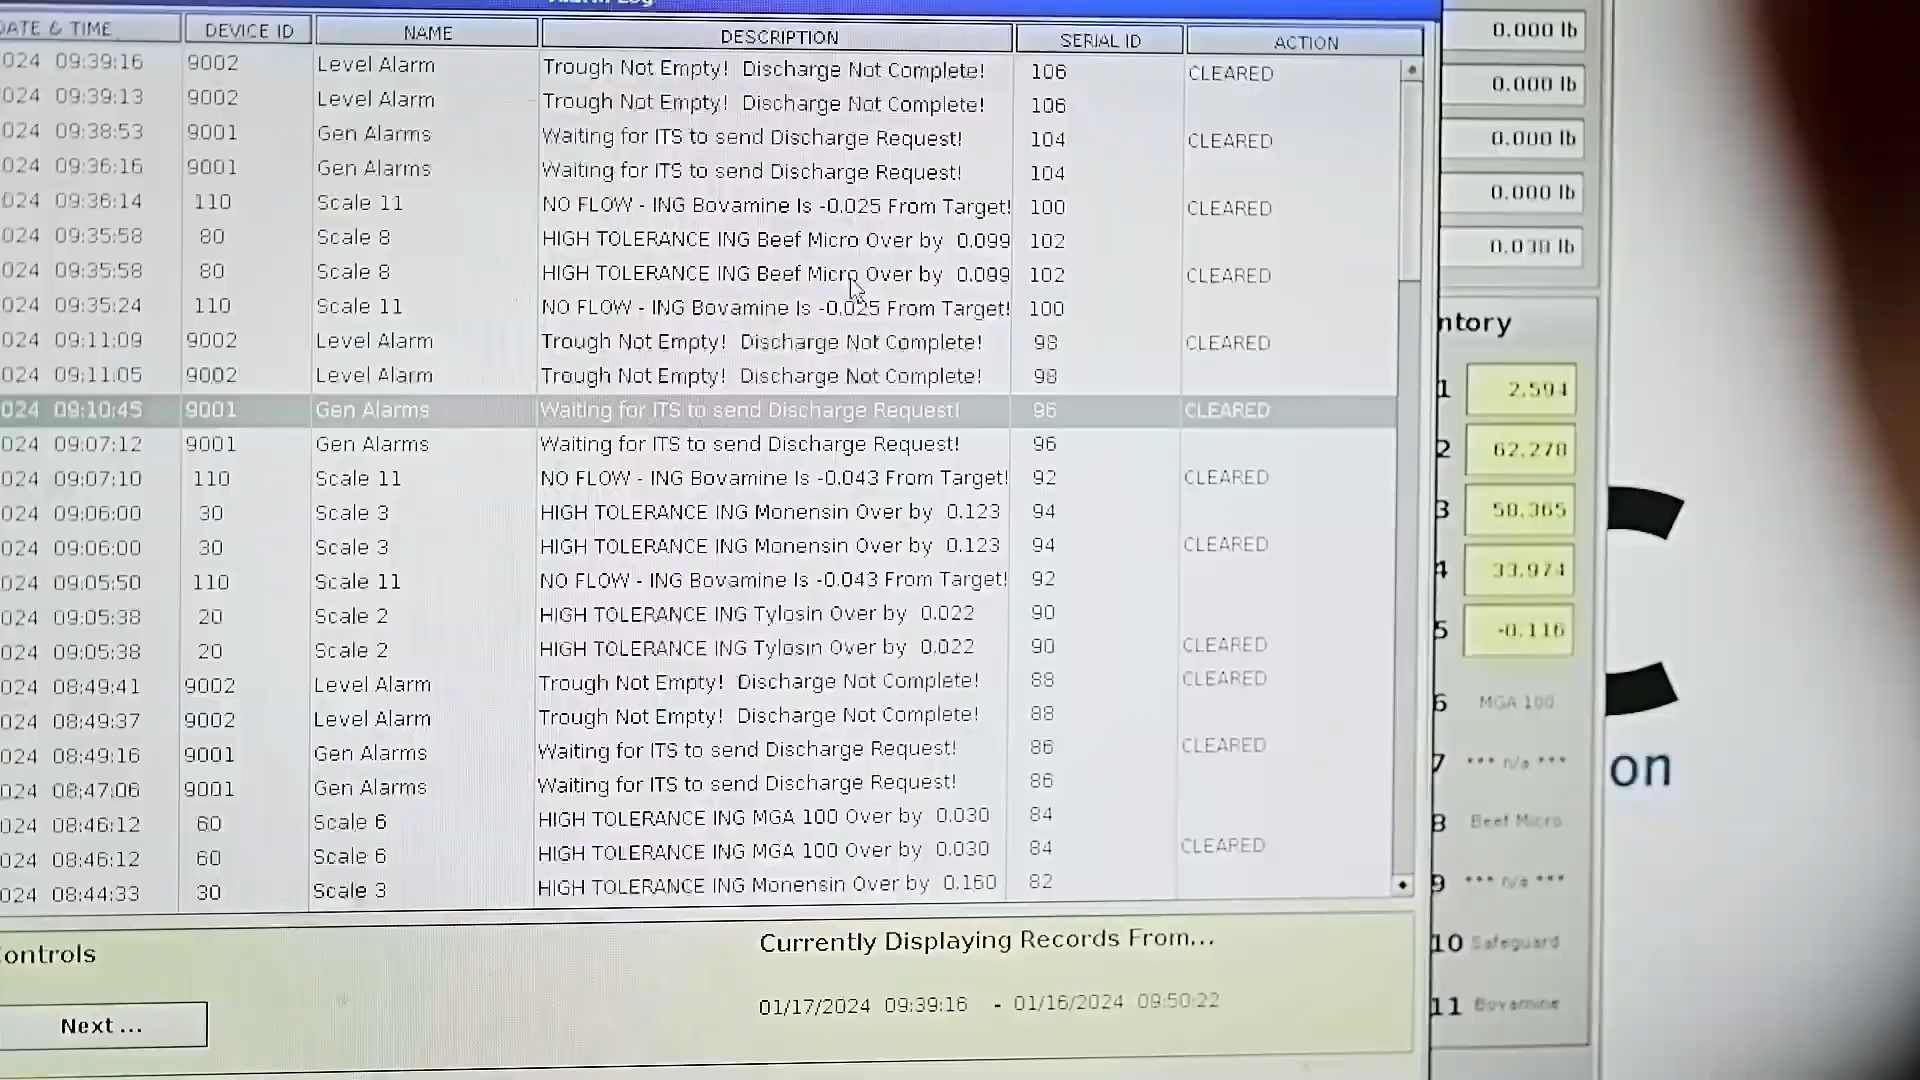 DATE & TIME DEVICE ID NAME DESCRIPTION SERIAL ID ACTION
024 09:39:16 9002 Level Alarm Trough Not Empty! Discharge Not Complete! 106 CLEARED
024 09:39:13 9002 Level Alarm Trough Not Empty! Discharge Not Complete! 106
024 09:38:53 9001 Gen Alarms Waiting for ITS to send Discharge Request! 104 CLEARED
024 09:36:16 9001 Gen Alarms Waiting for ITS to send Discharge Request! 104
024 09:36:14 110 Scale 11 NO FLOW - ING Bovamine Is -0.025 From Target! 100 CLEARED
024 09:35:58 80 Scale 8 HIGH TOLERANCE ING Beef Micro Over by 0.099 102
024 09:35:58 80 Scale 8 HIGH TOLERANCE ING Beef Micro Over by 0.099 102 CLEARED
024 09:35:24 110 Scale 11 NO FLOW - ING Bovamine Is -0.025 From Target! 100
024 09:11:09 9002 Level Alarm Trough Not Empty! Discharge Not Complete! 98 CLEARED
024 09:11:05 9002 Level Alarm Trough Not Empty! Discharge Not Complete! 98
024 09:10:45 9001 Gen Alarms Waiting for ITS to send Discharge Request! 96 CLEARED
024 09:07:12 9001 Gen Alarms Waiting for ITS to send Discharge Request! 96
024 09:07:10 110 Scale 11 NO FLOW - ING Bovamine Is -0.043 From Target! 92 CLEARED
024 09:06:00 30 Scale 3 HIGH TOLERANCE ING Monensin Over by 0.123 94
024 09:06:00 30 Scale 3 HIGH TOLERANCE ING Monensin Over by 0.123 94 CLEARED
024 09:05:50 110 Scale 11 NO FLOW - ING Bovamine Is -0.043 From Target! 92
024 09:05:38 20 Scale 2 HIGH TOLERANCE ING Tylosin Over by 0.022 90
024 09:05:38 20 Scale 2 HIGH TOLERANCE ING Tylosin Over by 0.022 90 CLEARED
024 08:49:41 9002 Level Alarm Trough Not Empty! Discharge Not Complete! 88 CLEARED
024 08:49:37 9002 Level Alarm Trough Not Empty! Discharge Not Complete! 88
024 08:49:16 9001 Gen Alarms Waiting for ITS to send Discharge Request! 86 CLEARED
024 08:47:06 9001 Gen Alarms Waiting for ITS to send Discharge Request! 86
024 08:46:12 60 Scale 6 HIGH TOLERANCE ING MGA 100 Over by 0.030 84
024 08:46:12 60 Scale 6 HIGH TOLERANCE ING MGA 100 Over by 0.030 84 CLEARED
024 08:44:33 30 Scale 3 HIGH TOLERANCE ING Monensin Over by 0.160 82
ontrols
Currently Displaying Records From...
01/17/2024 09:39:16 - 01/16/2024 09:50:22
Next ...
0.000 lb
0.000 lb
0.000 lb
0.000 lb
0.038 lb
ntory
1 2.594
2 62.278
3 58.365
4 33.974
5 -0.116
6 MGA 100
7 *** n/a ***
8 Beef Micro
9 *** n/a ***
10 Safeguard
11 Bovamine
on